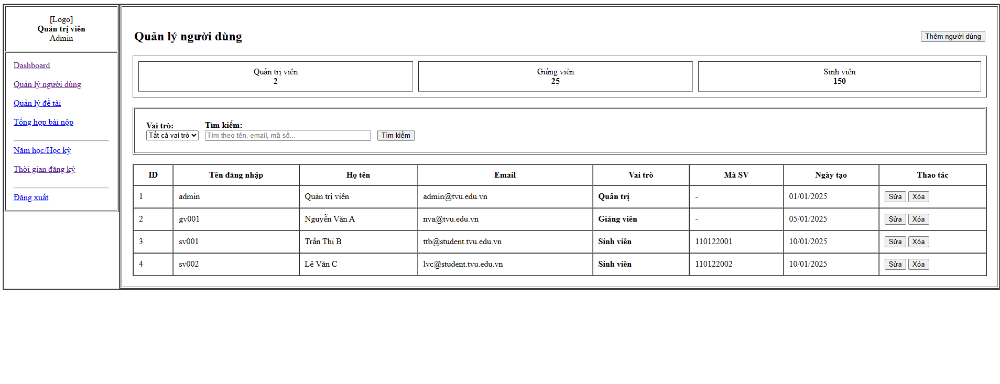 [Logo]
Quản trị viên
Admin
Dashboard
Quản lý người dùng
Quản lý đề tài
Tổng hợp bài nộp
Năm học/Học kỳ
Thời gian đăng ký
Đăng xuất
Quản lý người dùng
Thêm người dùng
Quản trị viên
2
Giảng viên
25
Sinh viên
150
Vai trò:
Tất cả vai trò
Tìm kiếm:
Tìm theo tên, email, mã số...
Tìm kiếm
ID Tên đăng nhập Họ tên Email Vai trò Mã SV Ngày tạo Thao tác
1 admin Quản trị viên admin@tvu.edu.vn Quản trị - 01/01/2025 Sửa Xóa
2 gv001 Nguyễn Văn A nva@tvu.edu.vn Giảng viên - 05/01/2025 Sửa Xóa
3 sv001 Trần Thị B ttb@student.tvu.edu.vn Sinh viên 110122001 10/01/2025 Sửa Xóa
4 sv002 Lê Văn C lvc@student.tvu.edu.vn Sinh viên 110122002 10/01/2025 Sửa Xóa